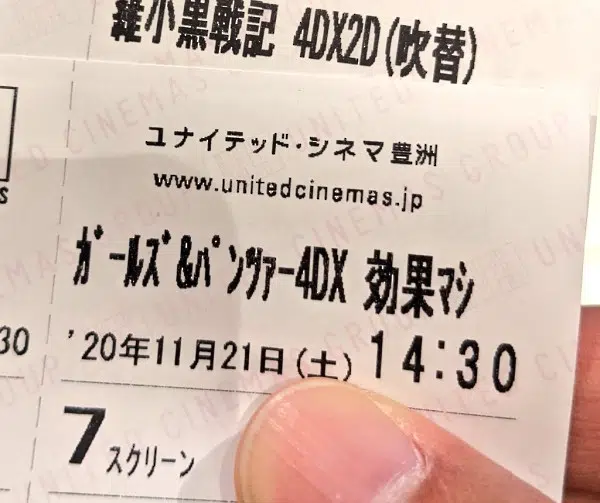 羅小黒戦記 4DX2D(吹替)
ユナイテッド・シネマ豊洲
www.unitedcinemas.jp
ガールズ&パンツァー4DX 効果マシ
30 '20年11月21日(土) 14:30
7スクリーン